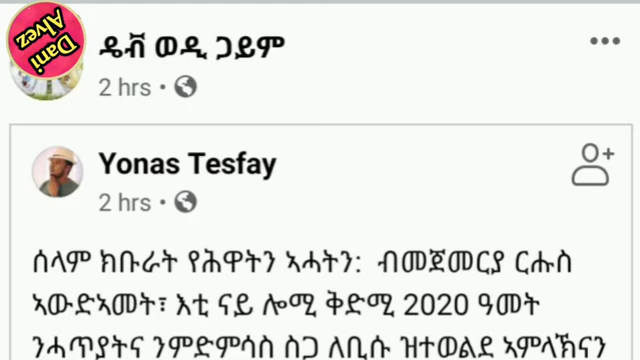 Dani
Alvez
ዴቭ ወዲ ጋይም
2 hrs
Yonas Tesfay
2 hrs
ሰላም ክቡራት የሕዋትን ኣሓትን: ብመጀመርያ ርሑስ
ኣውድኣመት፣ እቲ ናይ ሎሚ ቅድሚ 2020 ዓመት
ንሓጥያትና ንምድምሳስ ስጋ ለቢሱ ዝተወልደ ኣምላኽናን